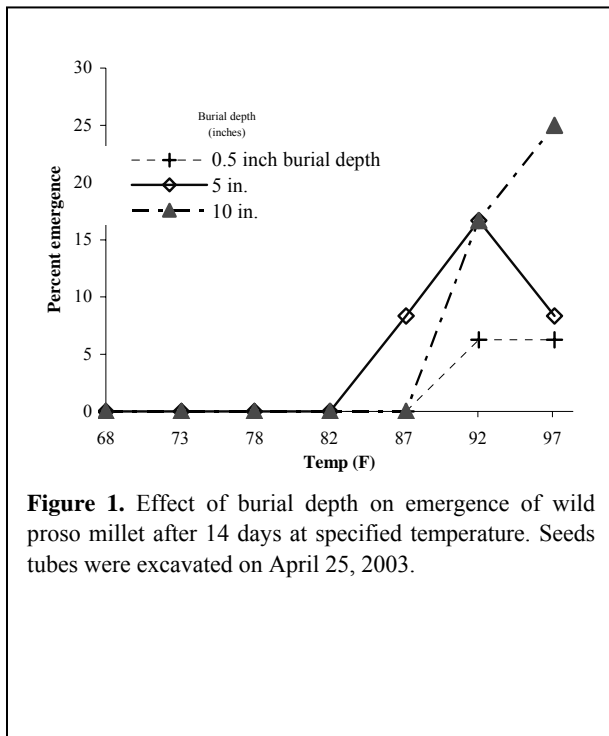 30
25
20
15
10
5
0
Percent emergence
Burial depth
(inches)
0.5 inch burial depth
5 in.
10 in.
68 73 78 82 87 92 97
Temp (F)
Figure 1. Effect of burial depth on emergence of wild
proso millet after 14 days at specified temperature. Seeds
tubes were excavated on April 25, 2003.